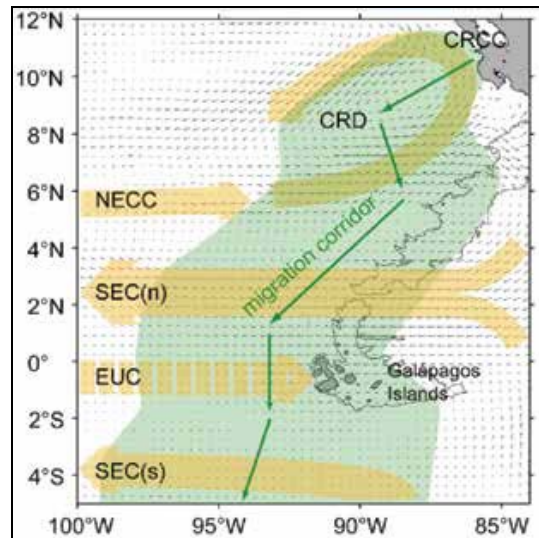 12°N
CRCC
10°N
CRD
8°N
6°N
NECC
migration corridor
4°N
SEC(n)
2°N
0°
EUC
Galápagos
Islands
2°S
4°S
SEC(s)
100°W
95°W
90°W
85°W